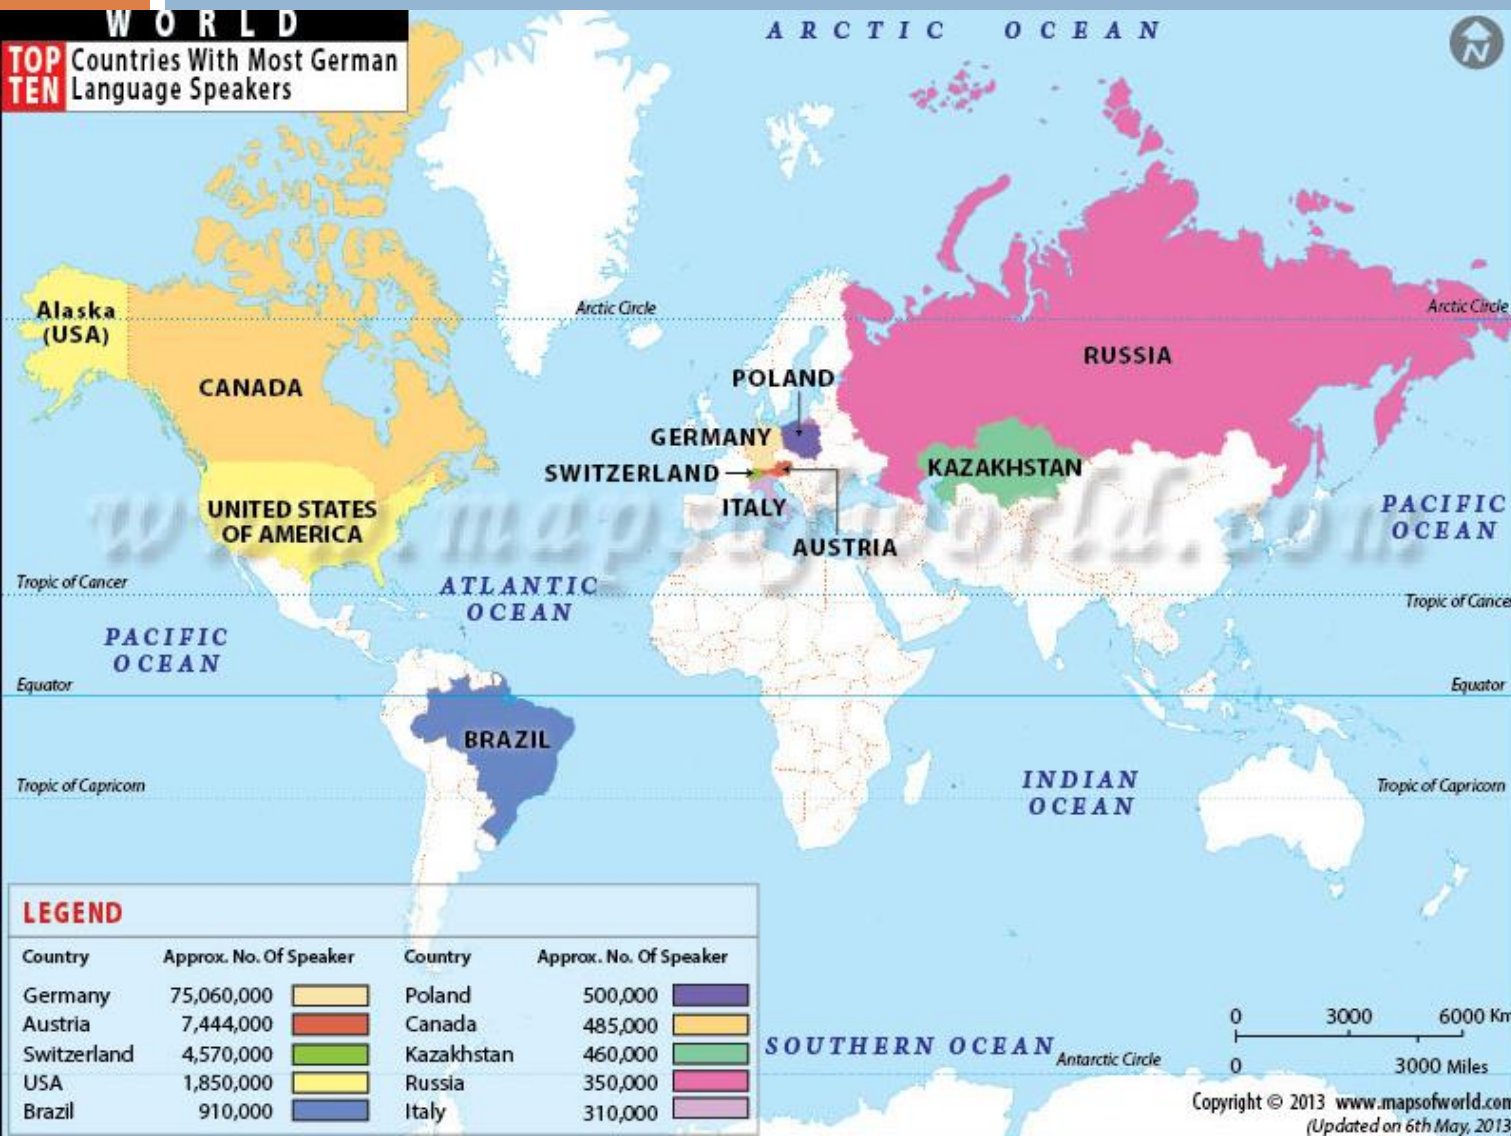 WORLD
TOP TEN Countries With Most German
Language Speakers
ARCTIC OCEAN
N
Alaska
(USA)
Arctic Circle
Arctic Circle
CANADA
RUSSIA
POLAND
GERMANY
SWITZERLAND
KAZAKHSTAN
ITALY
UNITED STATES
OF AMERICA
AUSTRIA
www.mapsofworld.com
PACIFIC
OCEAN
Tropic of Cancer
ATLANTIC
OCEAN
Tropic of Cance
PACIFIC
OCEAN
Equator
Equator
BRAZIL
Tropic of Capricorn
INDIAN
OCEAN
Tropic of Capricorn
LEGEND
Country Approx. No. Of Speaker Country Approx. No. Of Speaker
Germany 75,060,000 Poland 500,000
Austria 7,444,000 Canada 485,000
Switzerland 4,570,000 Kazakhstan 460,000
USA 1,850,000 Russia 350,000
Brazil 910,000 Italy 310,000
SOUTHERN OCEAN
Antarctic Circle
0 3000 6000 Km
0 3000 Miles
Copyright © 2013 www.mapsofworld.com
(Updated on 6th May, 2013